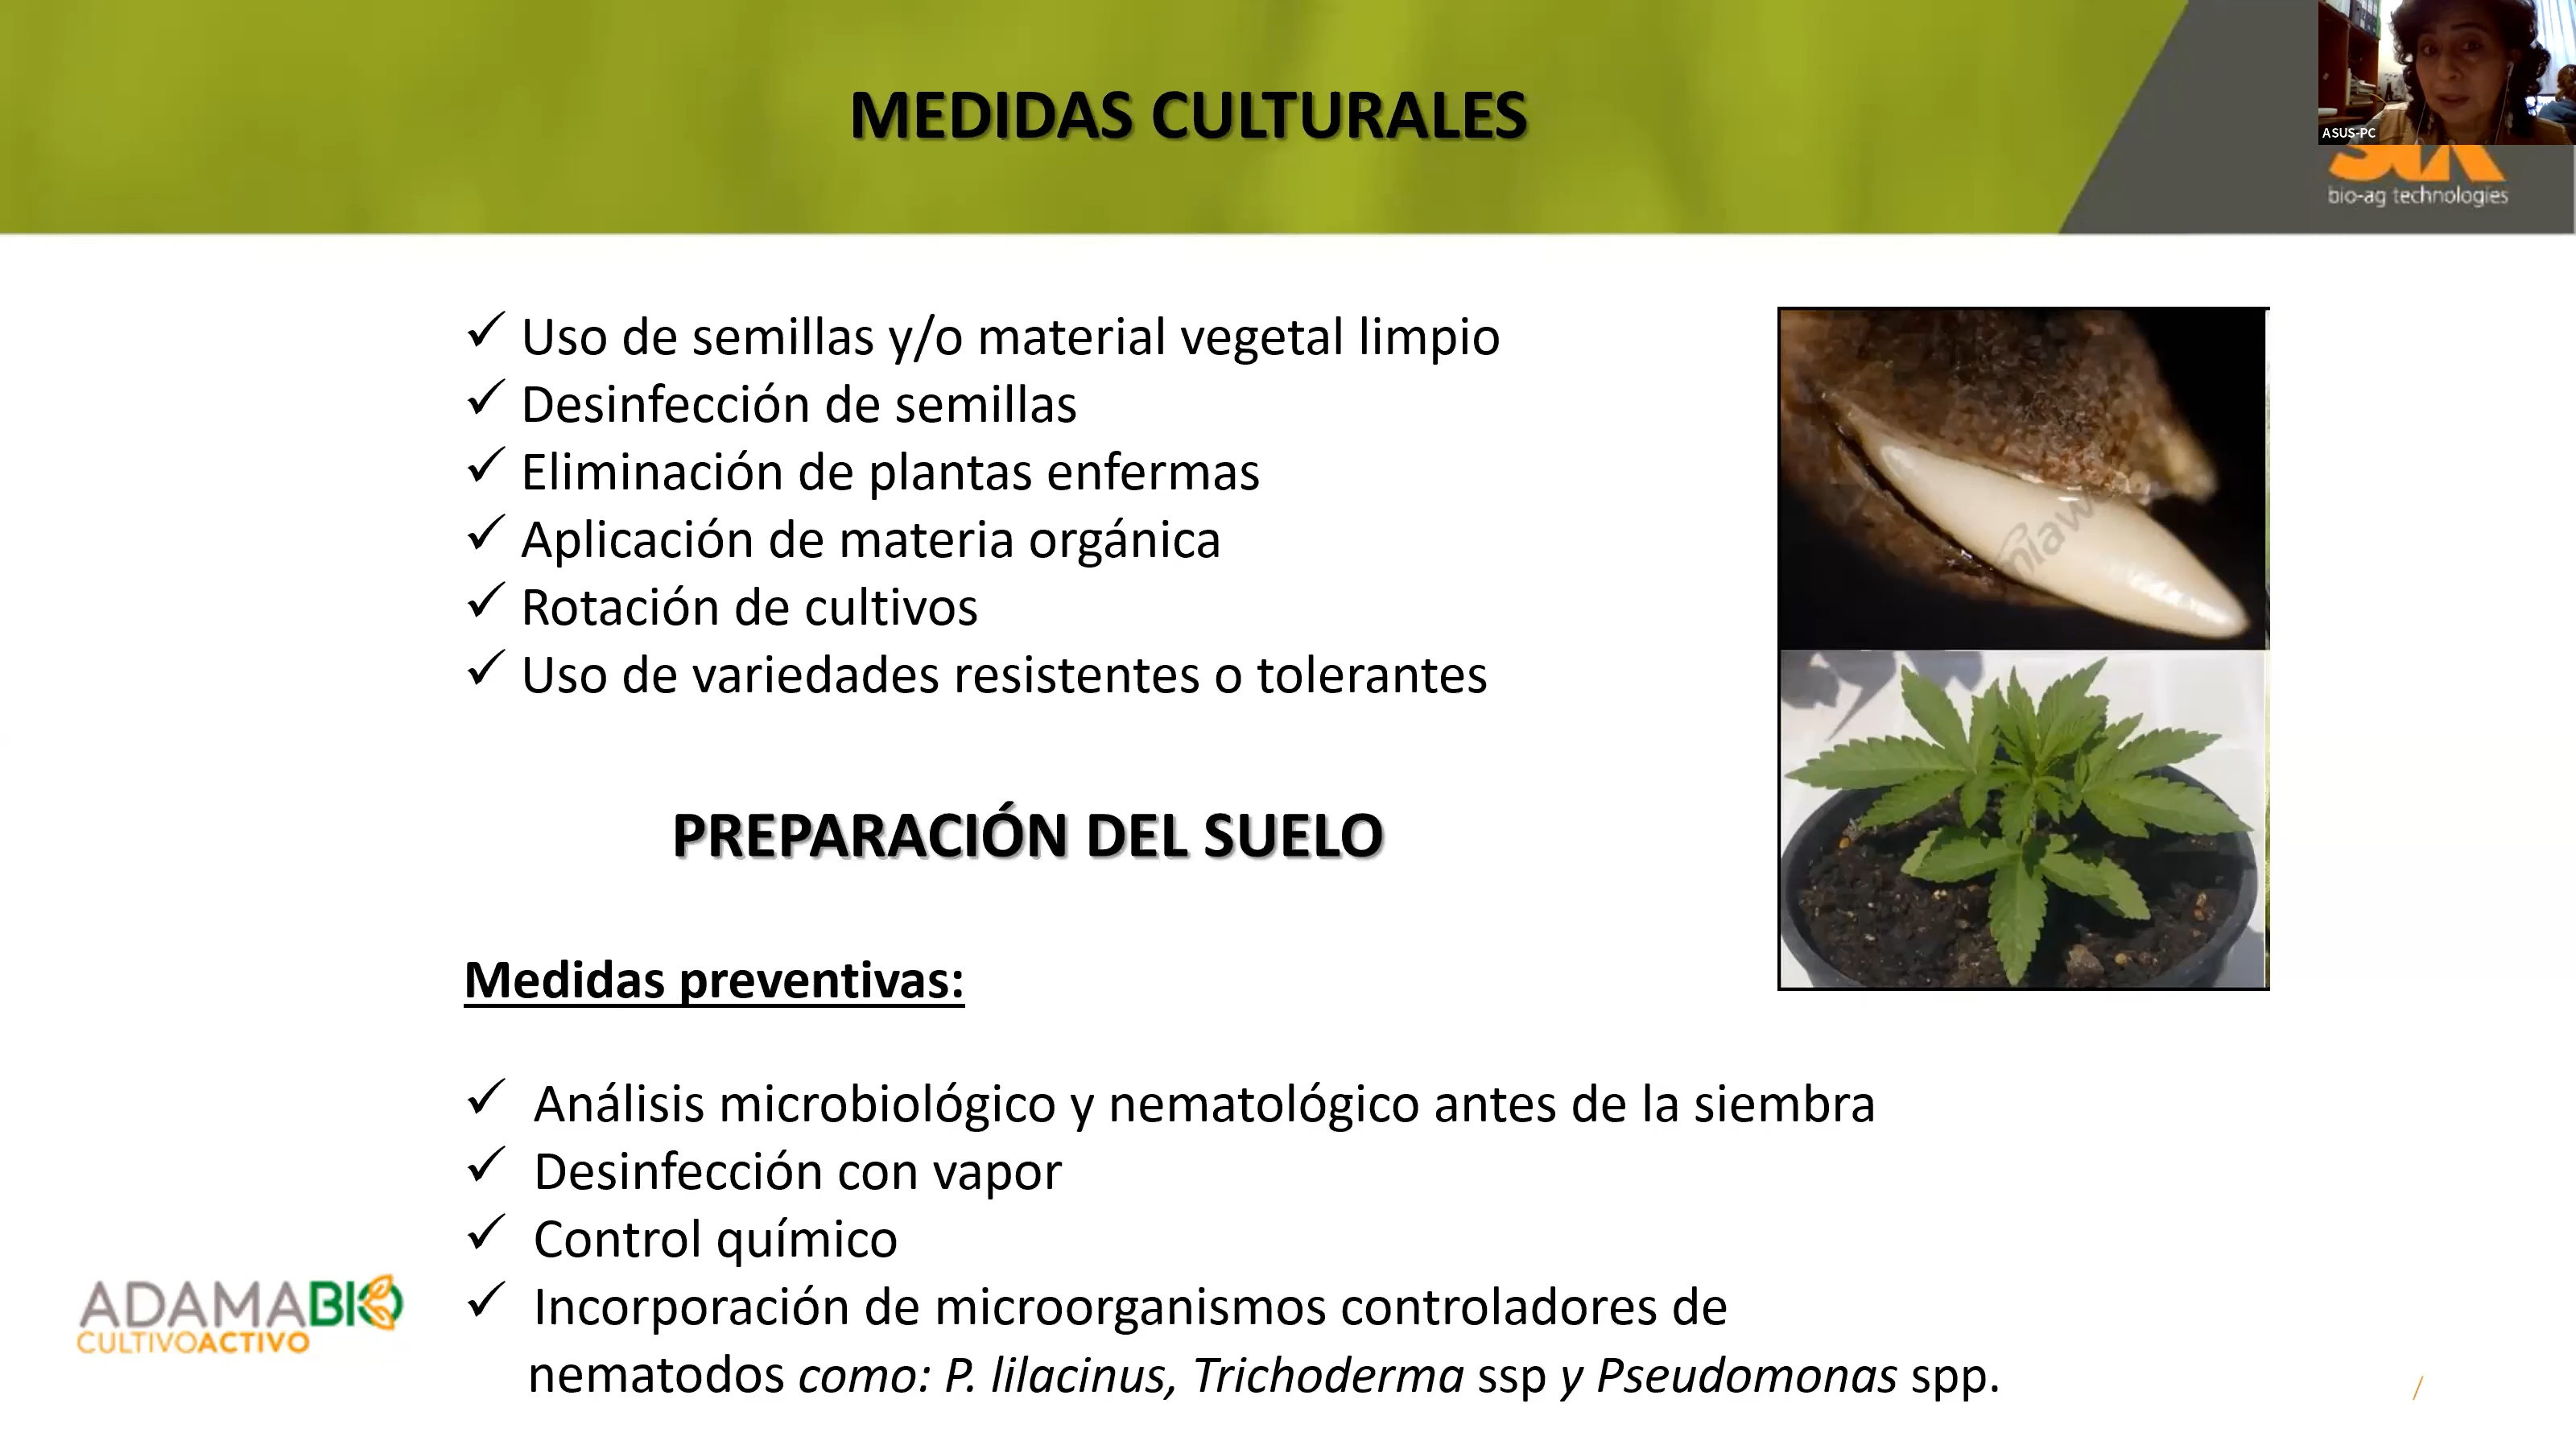 MEDIDAS CULTURALES
ASUS-PC
bio-ag technologies
✓ Uso de semillas y/o material vegetal limpio
✓ Desinfección de semillas
✓ Eliminación de plantas enfermas
✓ Aplicación de materia orgánica
✓ Rotación de cultivos
✓ Uso de variedades resistentes o tolerantes
PREPARACIÓN DEL SUELO
Medidas preventivas:
✓ Análisis microbiológico y nematológico antes de la siembra
✓ Desinfección con vapor
✓ Control químico
✓ Incorporación de microorganismos controladores de
nematodos como: P. lilacinus, Trichoderma ssp y Pseudomonas spp.
ADAMABIO
CULTIVOACTIVO
/